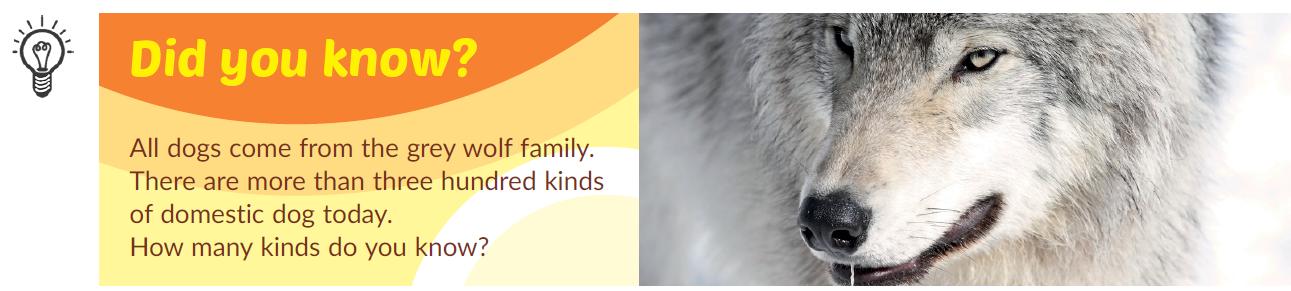 Did you know?
All dogs come from the grey wolf family.
There are more than three hundred kinds
of domestic dog today.
How many kinds do you know?